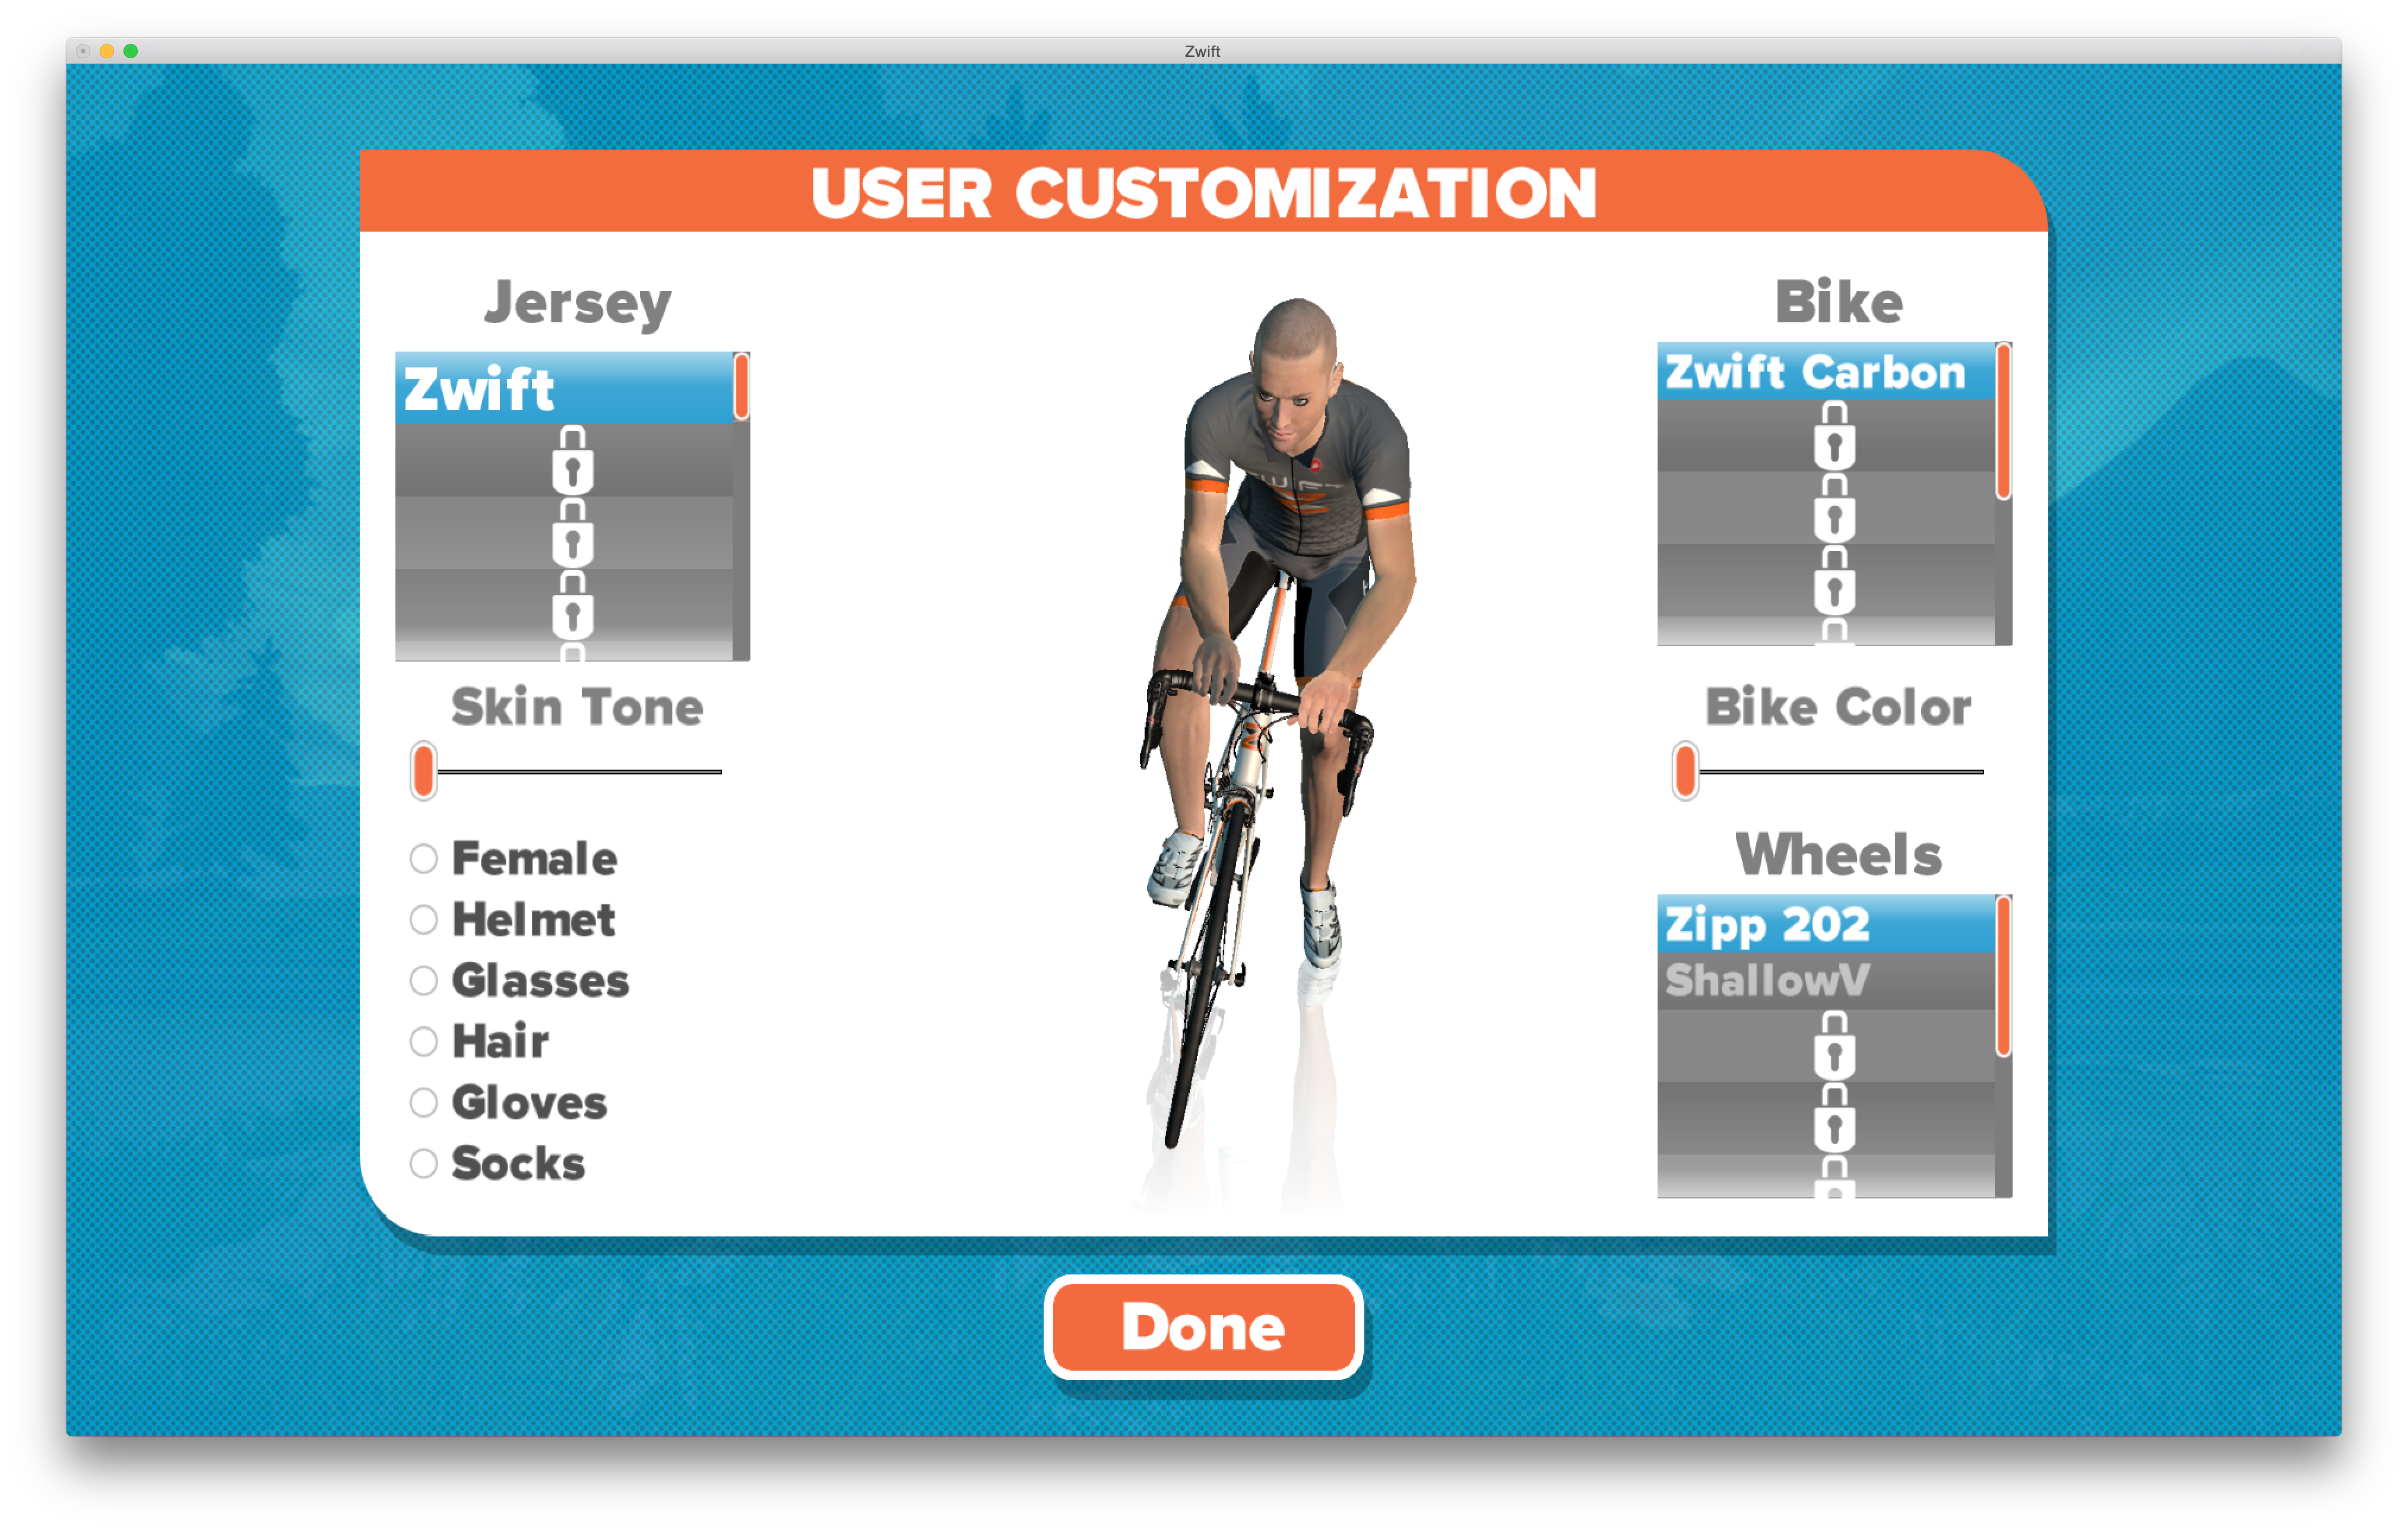 Zwift
USER CUSTOMIZATION
Jersey
Zwift
Skin Tone
Female
Helmet
Glasses
Hair
Gloves
Socks
Bike
Zwift Carbon
Bike Color
Wheels
Zipp 202
ShallowV
Done